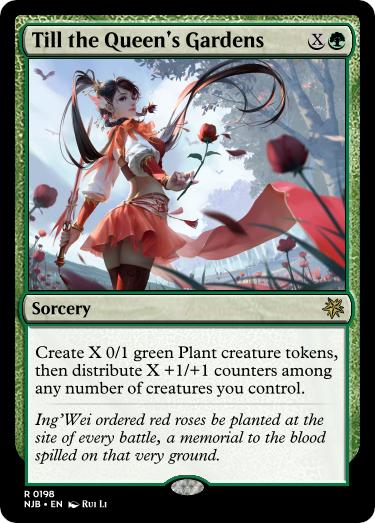 Till the Queen's Gardens X
Sorcery
Create X 0/1 green Plant creature tokens,
then distribute X +1/+1 counters among
any number of creatures you control.
Ing'Wei ordered red roses be planted at the
site of every battle, a memorial to the blood
spilled on that very ground.
R 0198
NJB • EN Rui Li